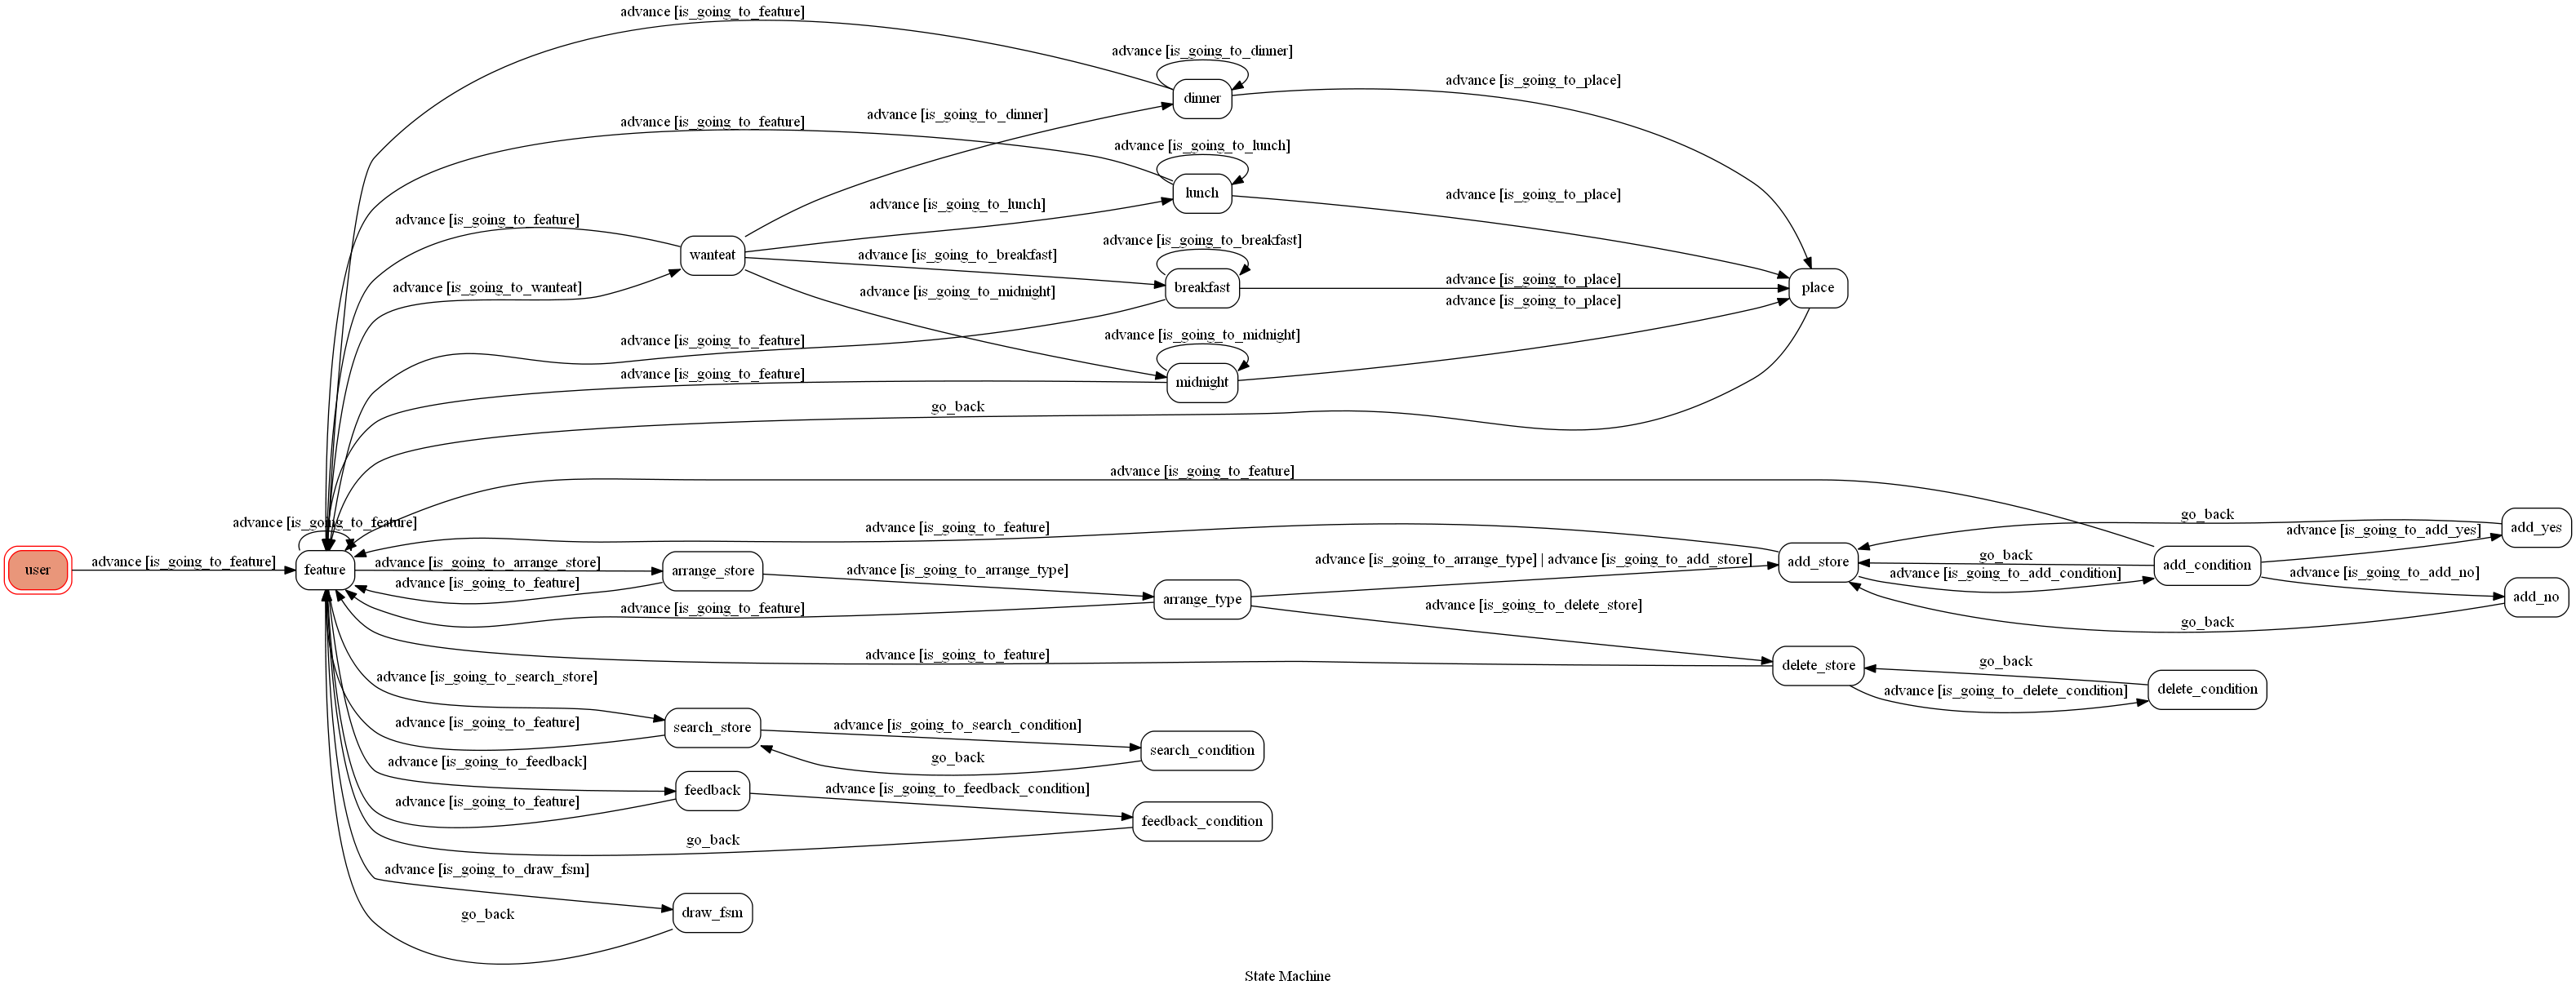 advance [is_going_to_feature]
advance [is_going_to_dinner]
advance [is_going_to_place]
dinner
advance [is_going_to_dinner]
advance [is_going_to_feature]
advance [is_going_to_lunch]
lunch
advance [is_going_to_place]
advance [is_going_to_lunch]
advance [is_going_to_feature]
advance [is_going_to_breakfast]
wanteat
advance [is_going_to_breakfast]
advance [is_going_to_place]
advance [is_going_to_wanteat]
breakfast
place
advance [is_going_to_midnight]
advance [is_going_to_place]
advance [is_going_to_midnight]
advance [is_going_to_feature]
advance [is_going_to_feature]
midnight
go_back
advance [is_going_to_feature]
go_back
advance [is_going_to_feature]
advance [is_going_to_feature]
add_yes
advance [is_going_to_add_yes]
go_back
advance [is_going_to_feature]
advance [is_going_to_arrange_store]
advance [is_going_to_arrange_type] | advance [is_going_to_add_store]
add_store
add_condition
user
feature
arrange_store
advance [is_going_to_arrange_type]
advance [is_going_to_add_condition]
advance [is_going_to_add_no]
advance [is_going_to_feature]
arrange_type
add_no
advance [is_going_to_feature]
advance [is_going_to_delete_store]
go_back
advance [is_going_to_feature]
go_back
delete_store
advance [is_going_to_search_store]
advance [is_going_to_delete_condition]
delete_condition
advance [is_going_to_feature]
search_store
advance [is_going_to_search_condition]
search_condition
go_back
advance [is_going_to_feedback]
feedback
advance [is_going_to_feedback_condition]
advance [is_going_to_feature]
feedback_condition
go_back
advance [is_going_to_draw_fsm]
draw_fsm
go_back
State Machine